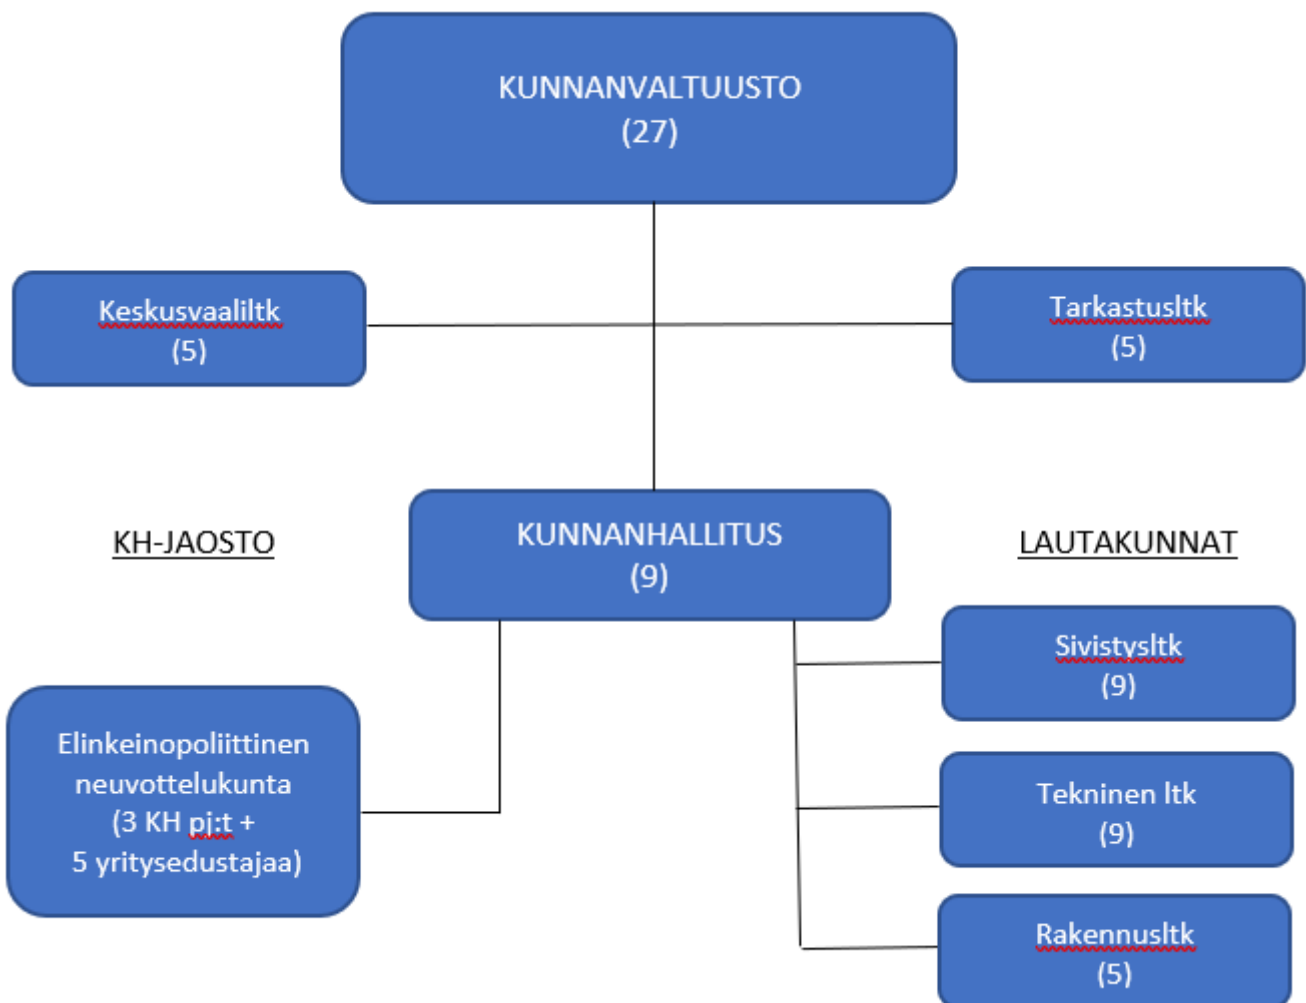 KUNNANVALTUUSTO
(27)
Keskusvaaliltk
(5)
Tarkastusltk
(5)
KH-JAOSTO
KUNNANHALLITUS
(9)
LAUTAKUNNAT
Elinkeinopoliittinen
neuvottelukunta
(3 KH pj:t +
5 yritysedustajaa)
Sivistysltk
(9)
Tekninen ltk
(9)
Rakennusltk
(5)